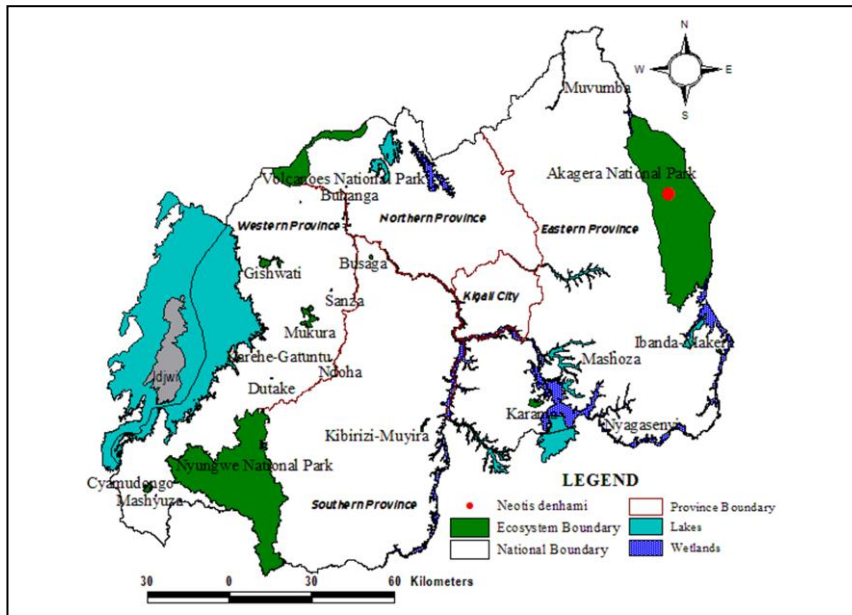 N
W E
S
Muvumba
Akagera National Park
Volcanoes National Park
Buhanga
Northern Province
Western Province
Eastern Province
Gishwati
Busaga
Kigali City
Sanza
Mukura
Ibanda-Makera
Mashoza
Karehe-Gatuntu
Ndoha
Idjwi
Dutake
Karama
Nyagasenyi
Kibirizi-Muyira
Nyungwe National Park
Cyamudongo
Mashyuza
Southern Province
LEGEND
Neotis denhami
Province Boundary
Ecosystem Boundary
Lakes
National Boundary
Wetlands
30 0 30 60 Kilometers